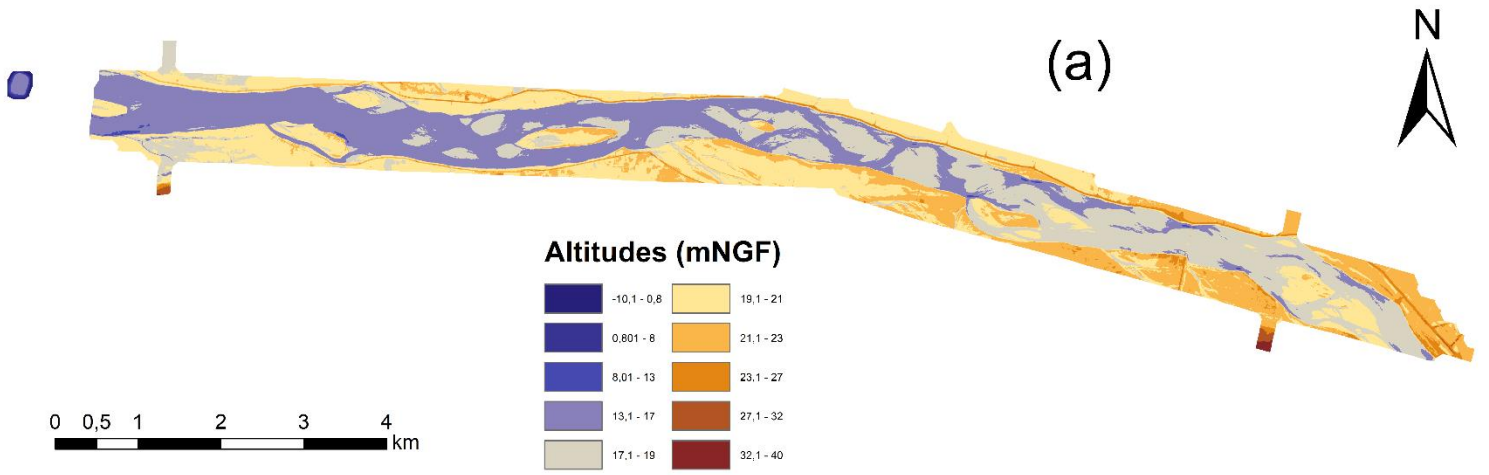 (a)
N
Altitudes (mNGF)
-10,1 - 0,8
0,801 - 8
8,01 - 13
13,1 - 17
17,1 - 19
19,1 - 21
21,1 - 23
23,1 - 27
27,1 - 32
32,1 - 40
0 0,5 1 2 3 4
km